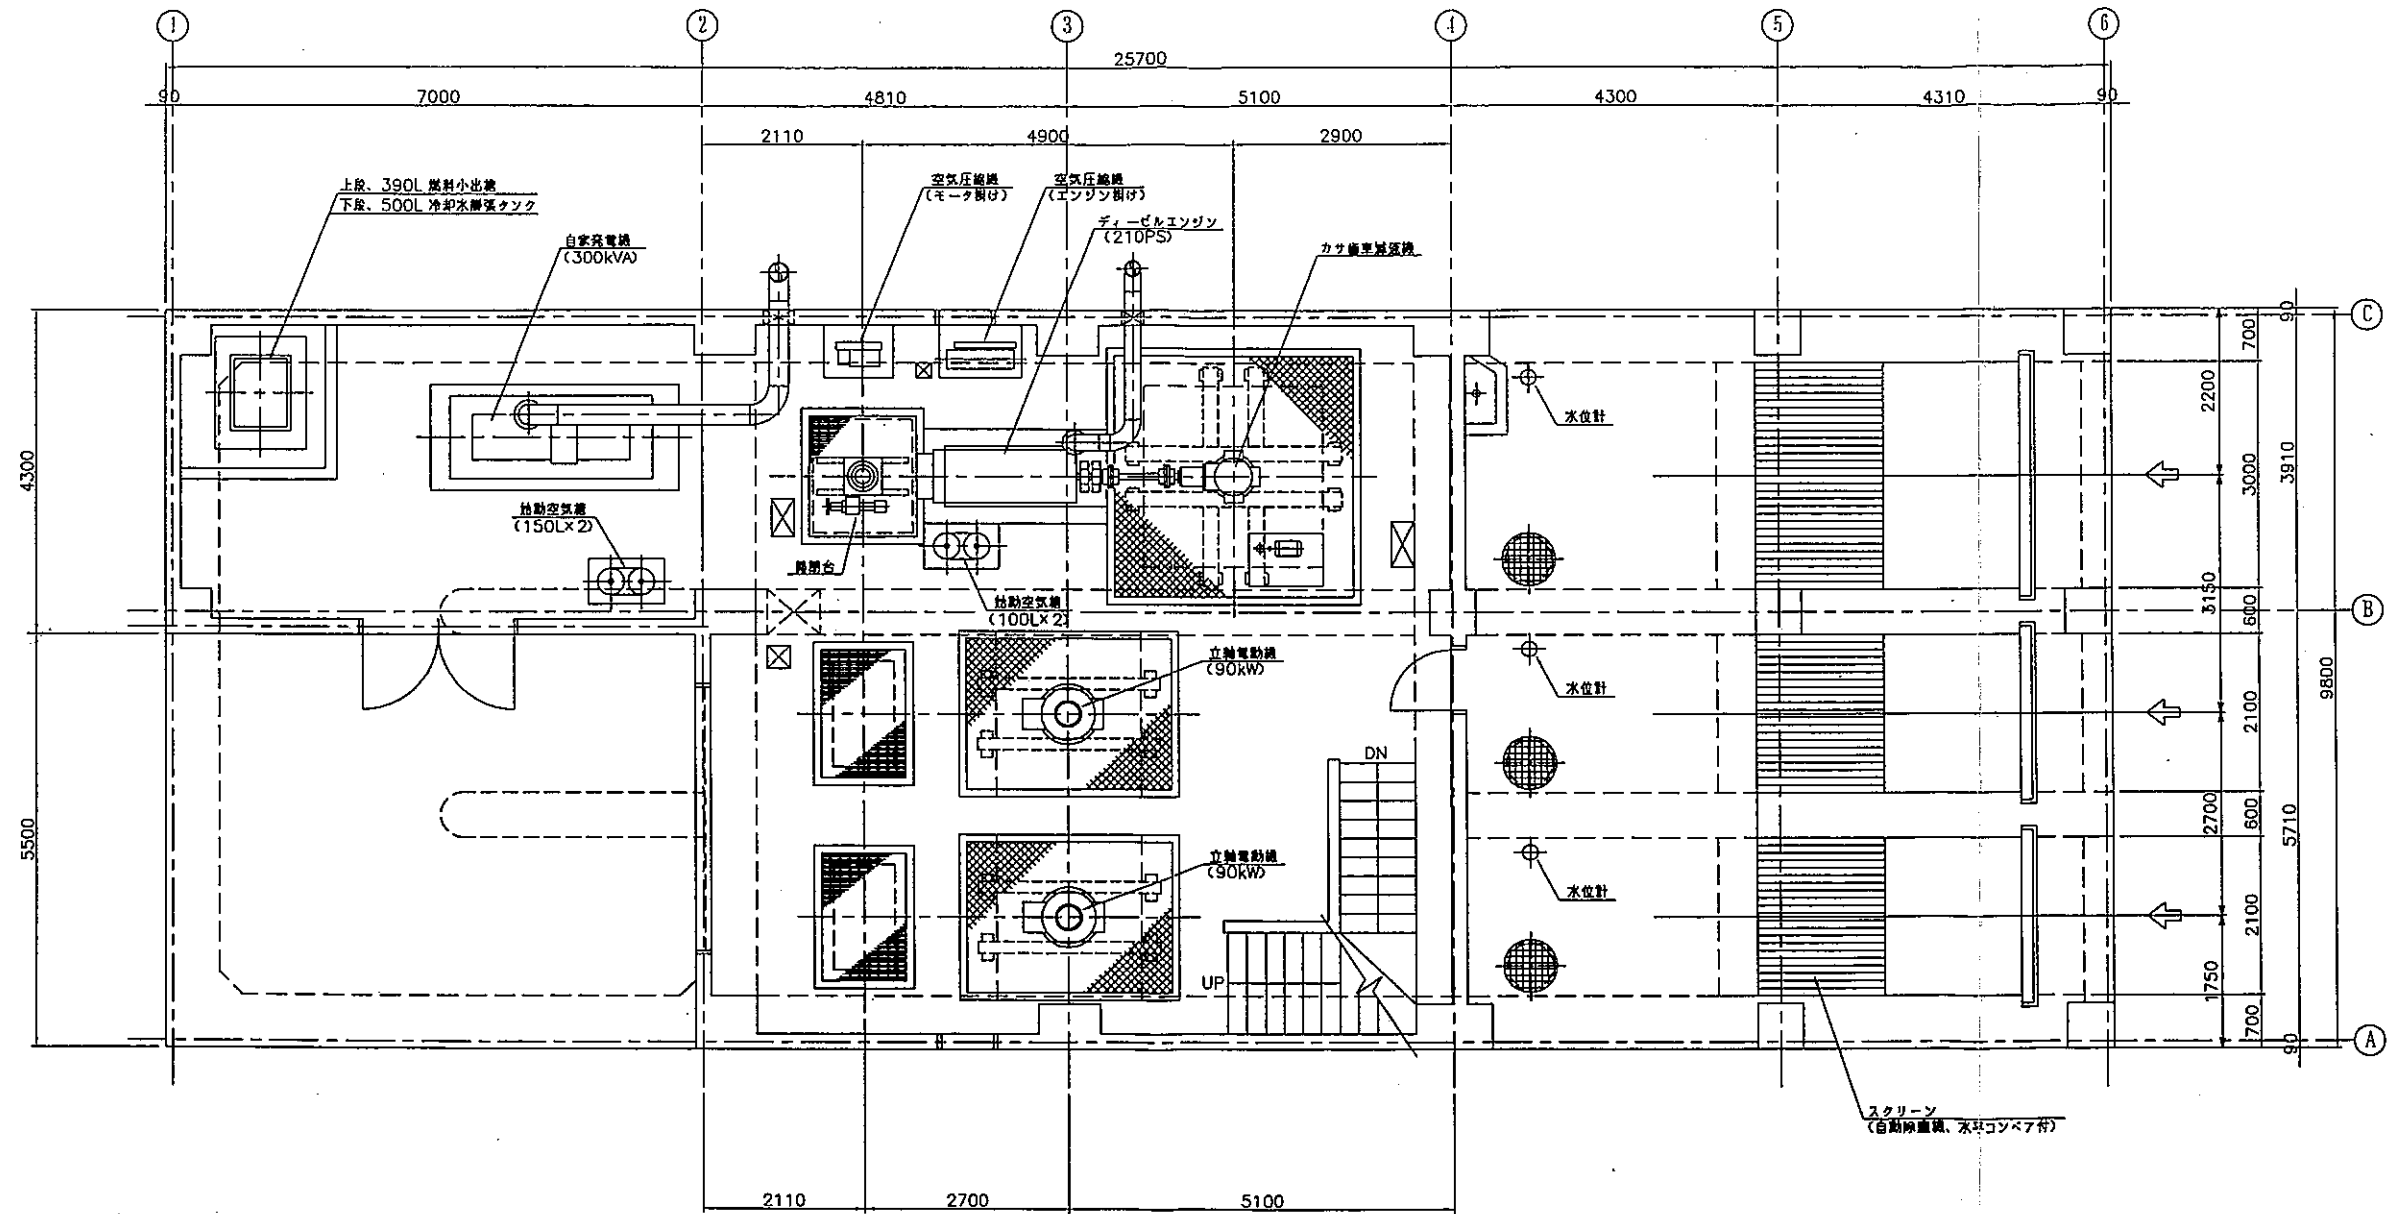 1
2
3
4
5
6
25700
90
7000
4810
5100
4300
4310
90
2110
4900
2900
上段、390L 燃料小出槽
下段、500L 冷却水膨張タンク
自家発電機
(300kVA)
空気圧縮機
(モータ掛け)
空気圧縮機
(エンジン掛け)
ディーゼルエンジン
(210PS)
カサ歯車減速機
C
B
A
水位計
水位計
水位計
始動空気槽
(150L×2)
始動空気槽
(100L×2)
立軸電動機
(90kW)
立軸電動機
(90kW)
DN
UP
4300
5500
90
700
2200
3000
3910
3150
600
2100
9800
2700
600
5710
2100
1750
700
90
スクリーン
(自動除塵機、水平コンベア付)
2110
2700
5100